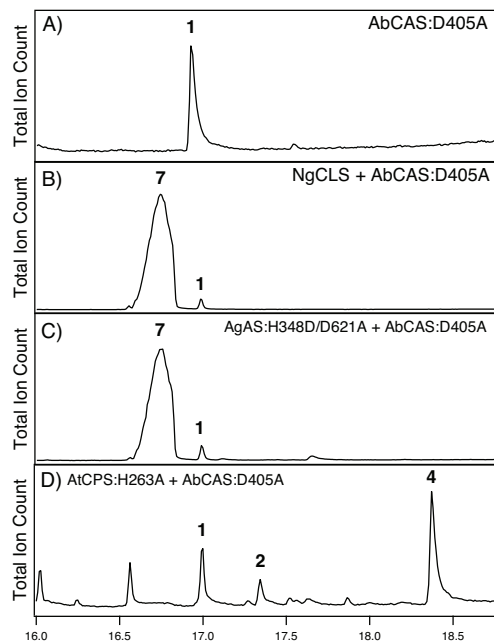 A) AbCAS:D405A
1
Total Ion Count
B) NgCLS + AbCAS:D405A
7
1
Total Ion Count
C) AgAS:H348D/D621A + AbCAS:D405A
7
1
Total Ion Count
D) AtCPS:H263A + AbCAS:D405A
4
1
2
Total Ion Count
16.0 16.5 17.0 17.5 18.0 18.5